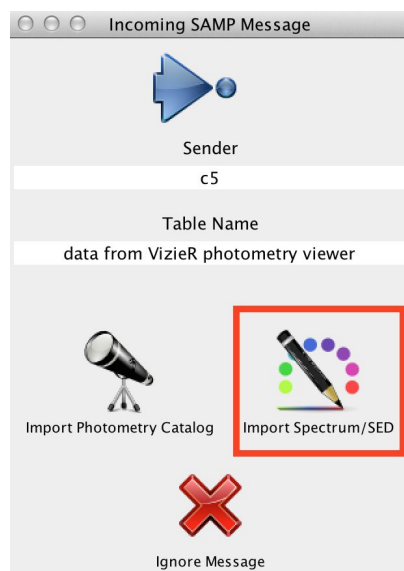 Incoming SAMP Message
Sender
c5
Table Name
data from VizieR photometry viewer
Import Photometry Catalog
Import Spectrum/SED
Ignore Message